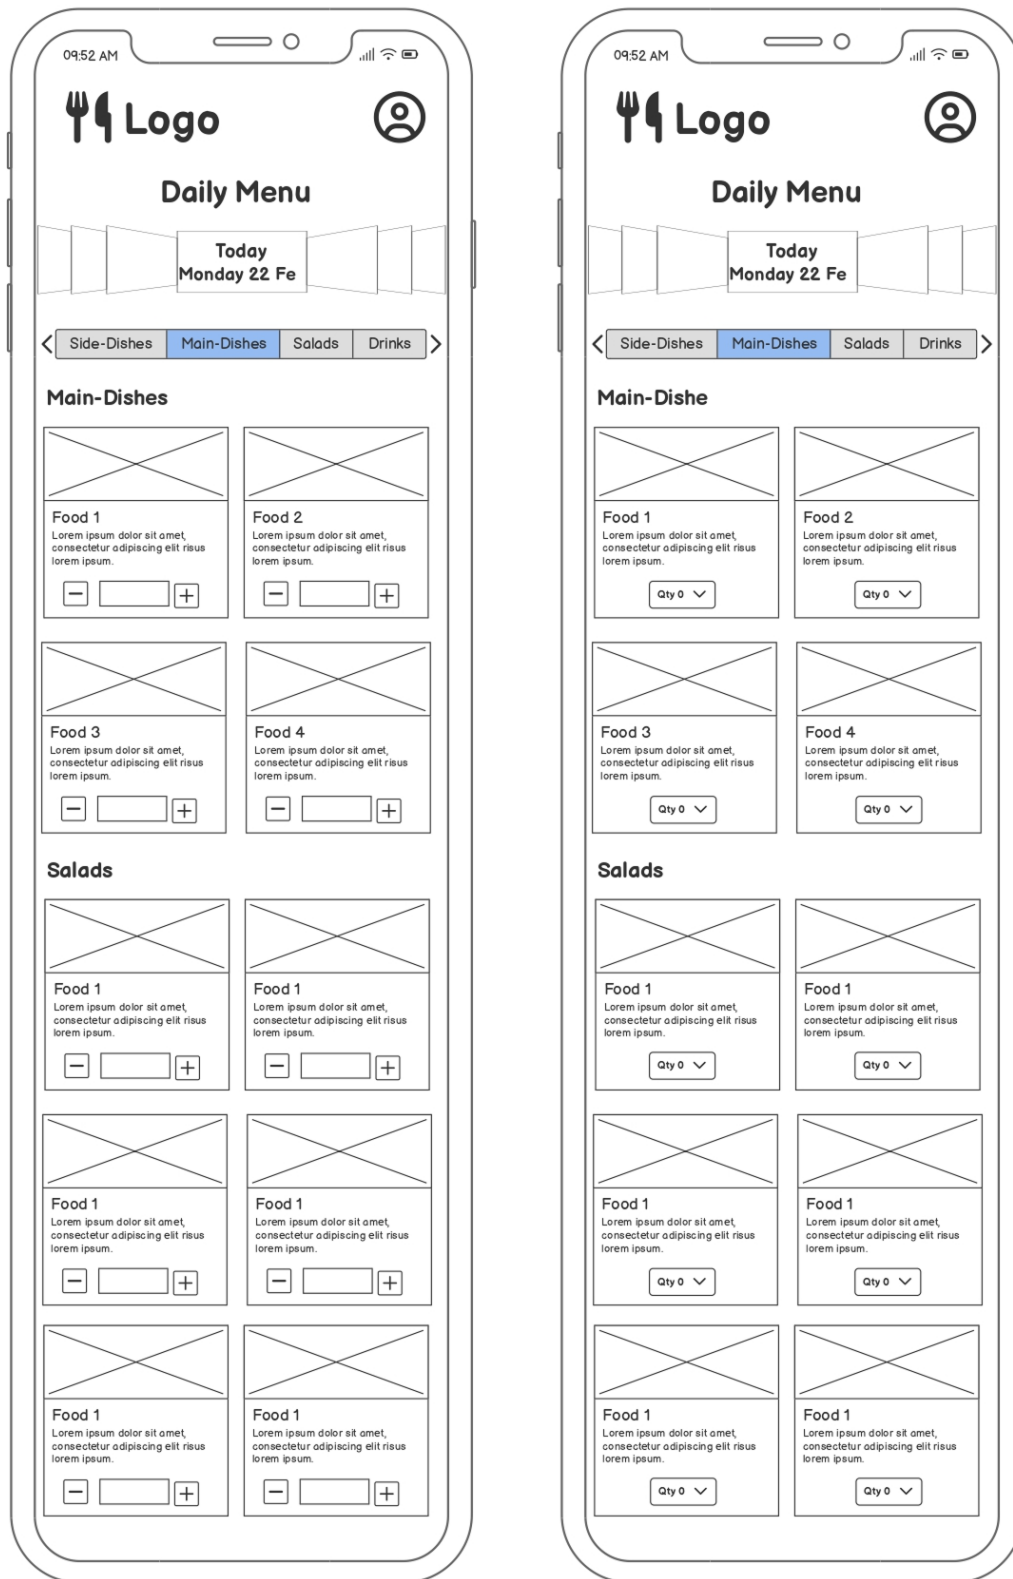 09:52 AM
Logo
Daily Menu
Today
Monday 22 Fe
Side-Dishes Main-Dishes Salads Drinks
Main-Dishes
Food 1
Lorem ipsum dolor sit amet,
consectetur adipiscing elit risus
lorem ipsum.
Food 2
Lorem ipsum dolor sit amet,
consectetur adipiscing elit risus
lorem ipsum.
Food 3
Lorem ipsum dolor sit amet,
consectetur adipiscing elit risus
lorem ipsum.
Food 4
Lorem ipsum dolor sit amet,
consectetur adipiscing elit risus
lorem ipsum.
Salads
Food 1
Lorem ipsum dolor sit amet,
consectetur adipiscing elit risus
lorem ipsum.
Food 1
Lorem ipsum dolor sit amet,
consectetur adipiscing elit risus
lorem ipsum.
Food 1
Lorem ipsum dolor sit amet,
consectetur adipiscing elit risus
lorem ipsum.
Food 1
Lorem ipsum dolor sit amet,
consectetur adipiscing elit risus
lorem ipsum.
Food 1
Lorem ipsum dolor sit amet,
consectetur adipiscing elit risus
lorem ipsum.
Food 1
Lorem ipsum dolor sit amet,
consectetur adipiscing elit risus
lorem ipsum.
09:52 AM
Logo
Daily Menu
Today
Monday 22 Fe
Side-Dishes Main-Dishes Salads Drinks
Main-Dishe
Food 1
Lorem ipsum dolor sit amet,
consectetur adipiscing elit risus
lorem ipsum.
Qty 0
Food 2
Lorem ipsum dolor sit amet,
consectetur adipiscing elit risus
lorem ipsum.
Qty 0
Food 3
Lorem ipsum dolor sit amet,
consectetur adipiscing elit risus
lorem ipsum.
Qty 0
Food 4
Lorem ipsum dolor sit amet,
consectetur adipiscing elit risus
lorem ipsum.
Qty 0
Salads
Food 1
Lorem ipsum dolor sit amet,
consectetur adipiscing elit risus
lorem ipsum.
Qty 0
Food 1
Lorem ipsum dolor sit amet,
consectetur adipiscing elit risus
lorem ipsum.
Qty 0
Food 1
Lorem ipsum dolor sit amet,
consectetur adipiscing elit risus
lorem ipsum.
Qty 0
Food 1
Lorem ipsum dolor sit amet,
consectetur adipiscing elit risus
lorem ipsum.
Qty 0
Food 1
Lorem ipsum dolor sit amet,
consectetur adipiscing elit risus
lorem ipsum.
Qty 0
Food 1
Lorem ipsum dolor sit amet,
consectetur adipiscing elit risus
lorem ipsum.
Qty 0